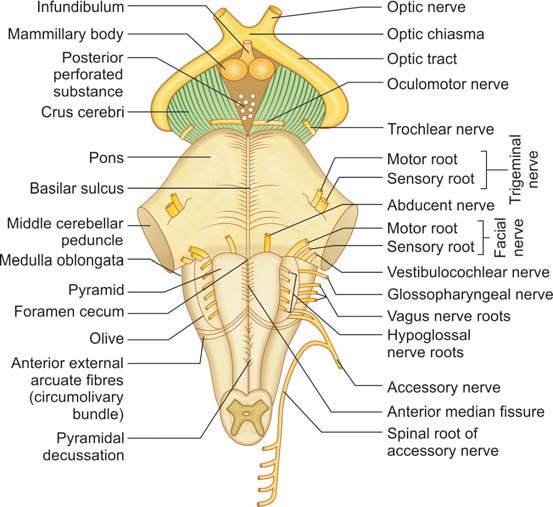 Infundibulum
Mammillary body
Posterior
perforated
substance
Crus cerebri
Pons
Basilar sulcus
Middle cerebellar
peduncle
Medulla oblongata
Pyramid
Foramen cecum
Olive
Anterior external
arcuate fibres
(circumolivary
bundle)
Pyramidal
decussation
Optic nerve
Optic chiasma
Optic tract
Oculomotor nerve
Trochlear nerve
Motor root
Sensory root
Trigeminal
nerve
Abducent nerve
Motor root
Sensory root
Facial
nerve
Vestibulocochlear nerve
Glossopharyngeal nerve
Vagus nerve roots
Hypoglossal
nerve roots
Accessory nerve
Anterior median fissure
Spinal root of
accessory nerve